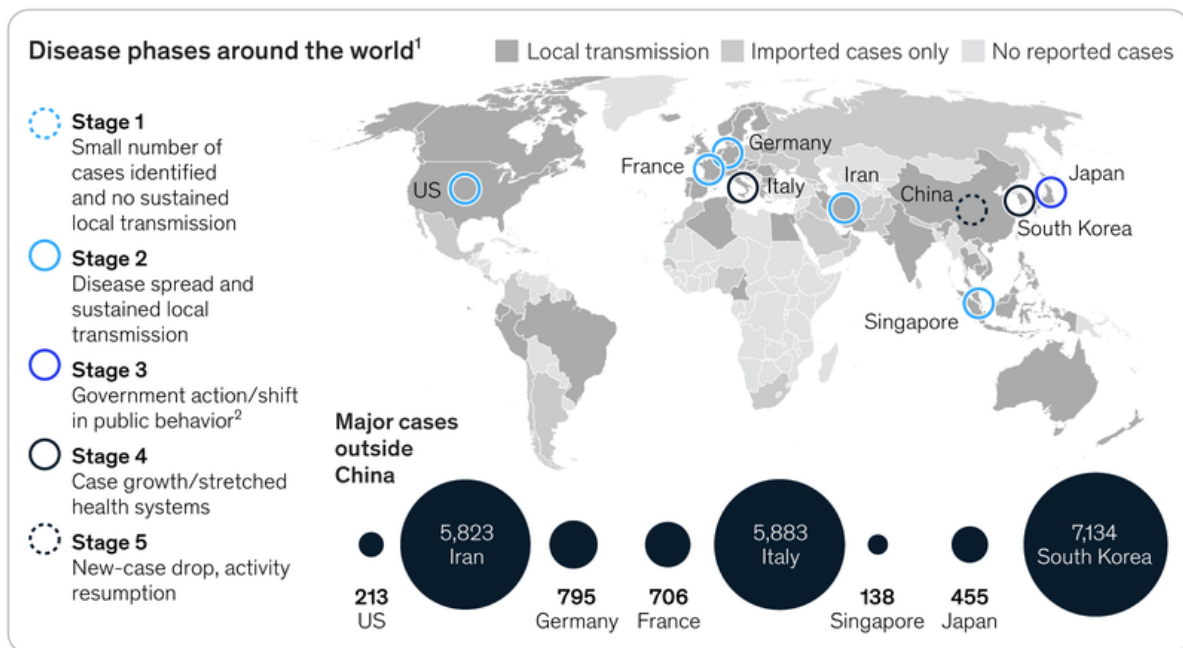 Disease phases around the world¹
Local transmission
Imported cases only
No reported cases
Stage 1
Small number of
cases identified
and no sustained
local transmission
Stage 2
Disease spread and
sustained local
transmission
Stage 3
Government action/shift
in public behavior²
Stage 4
Case growth/stretched
health systems
Stage 5
New-case drop, activity
resumption
US
France
Germany
Italy
Iran
China
Japan
South Korea
Singapore
Major cases
outside
China
213
US
5,823
Iran
795
Germany
706
France
5,883
Italy
138
Singapore
455
Japan
7,134
South Korea